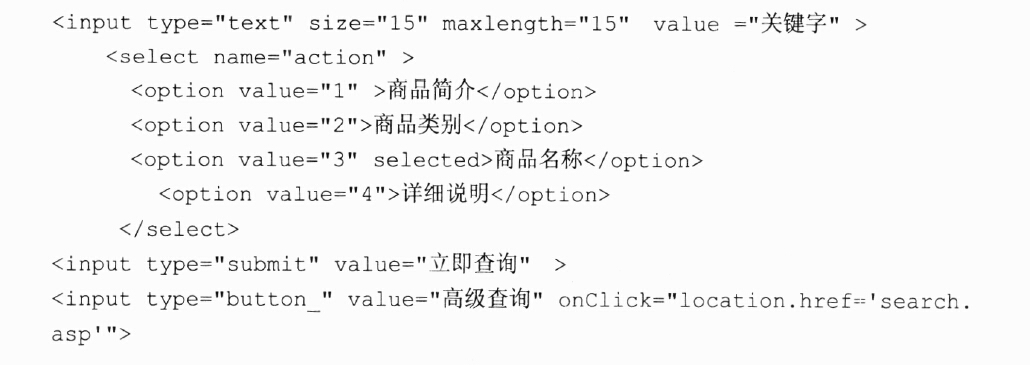 <input type="text" size="15" maxlength="15" value ="关键字" >
<select name="action" >
<option value="1" >商品简介</option>
<option value="2">商品类别</option>
<option value="3" selected>商品名称</option>
<option value="4">详细说明</option>
</select>
<input type="submit" value="立即查询" >
<input type="button_" value="高级查询" onClick="location.href='search.
asp'">